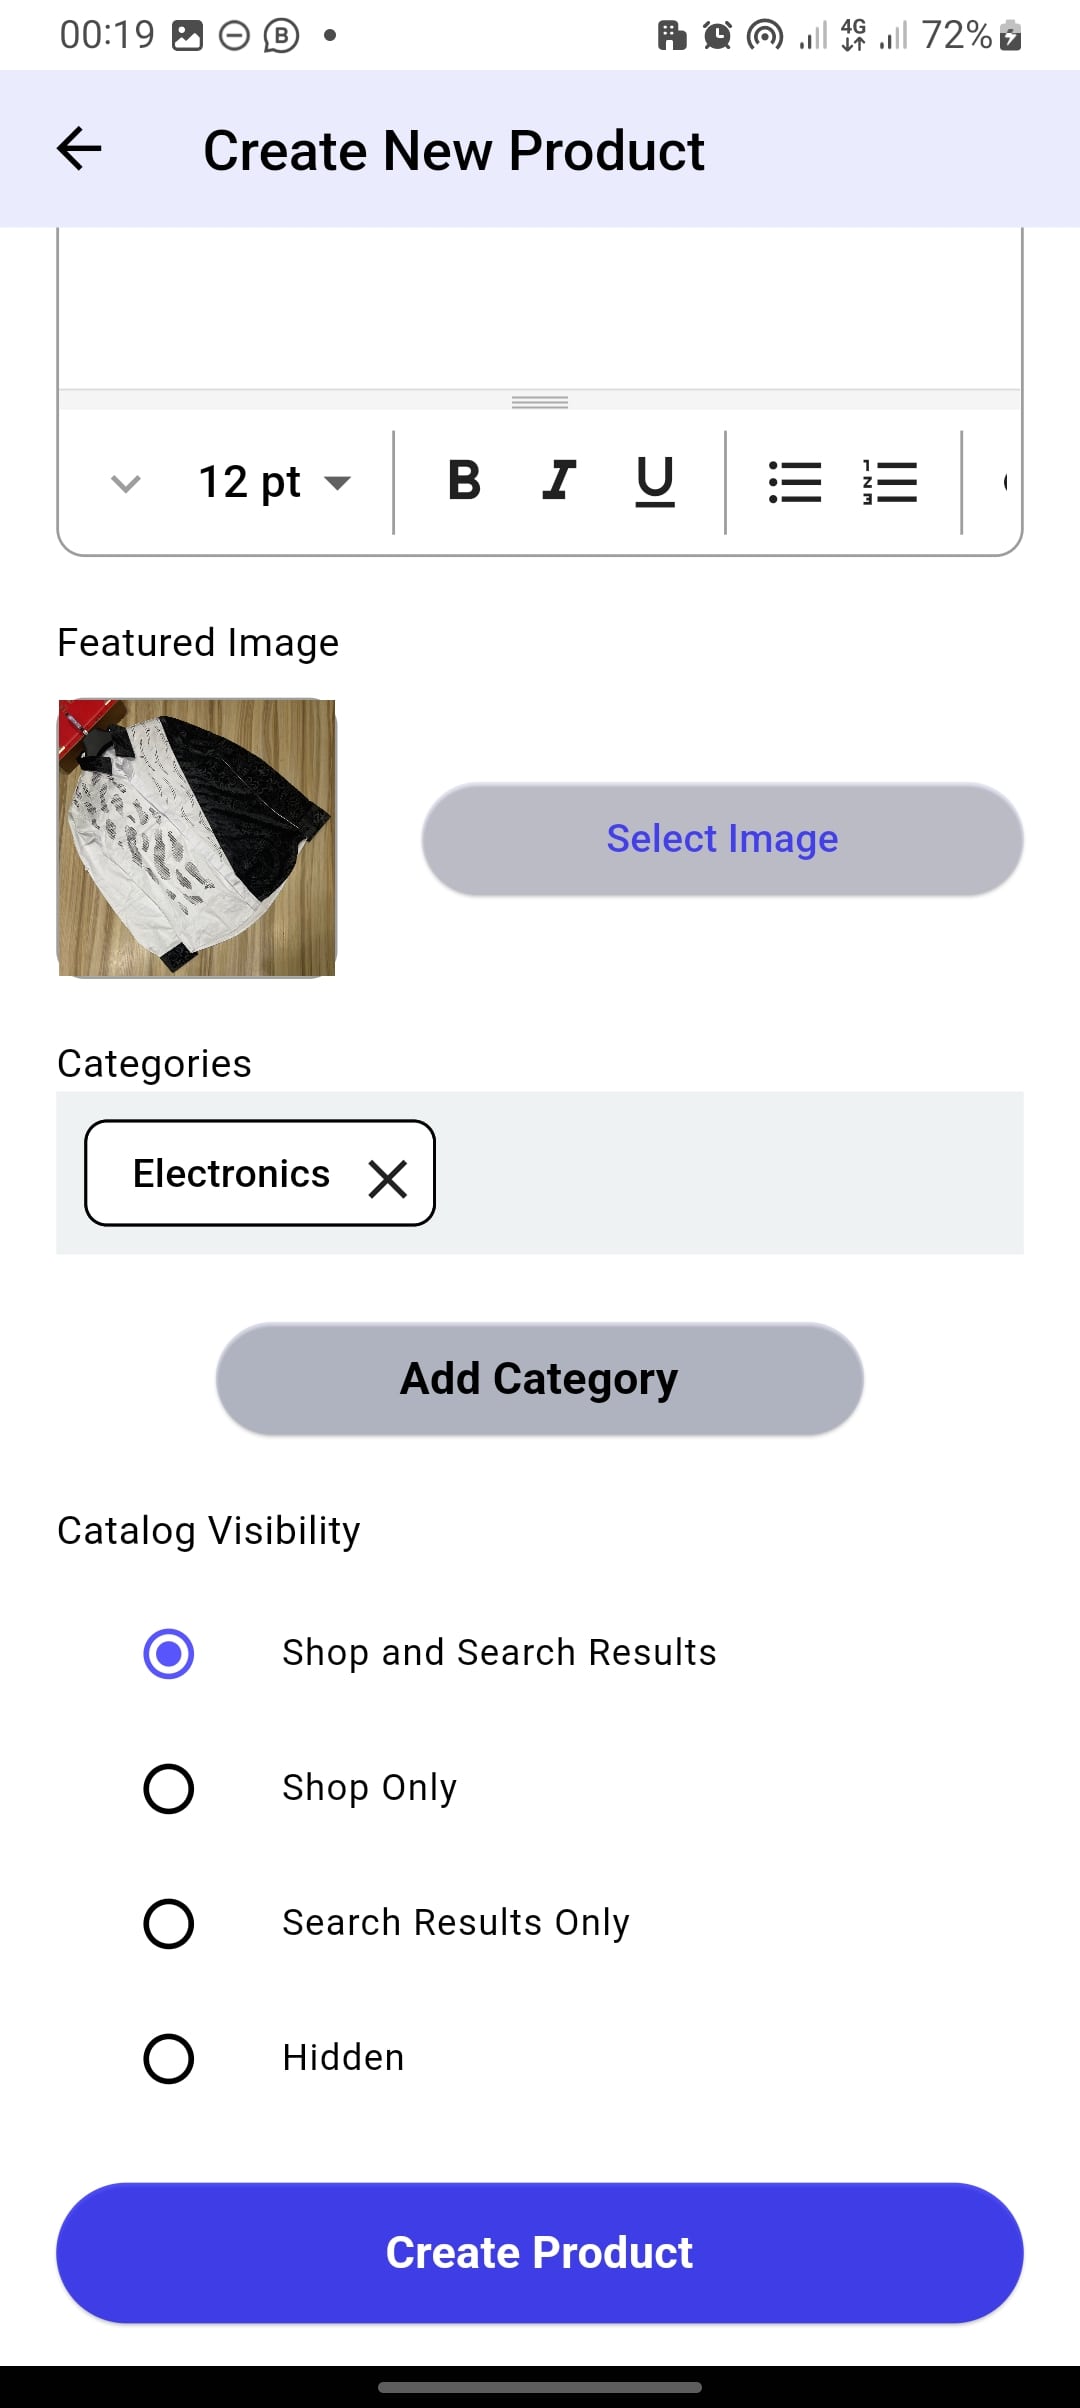 00:19
4G
72%
Create New Product
12 pt
B I U
Featured Image
Select Image
Categories
Electronics
Add Category
Catalog Visibility
Shop and Search Results
Shop Only
Search Results Only
Hidden
Create Product